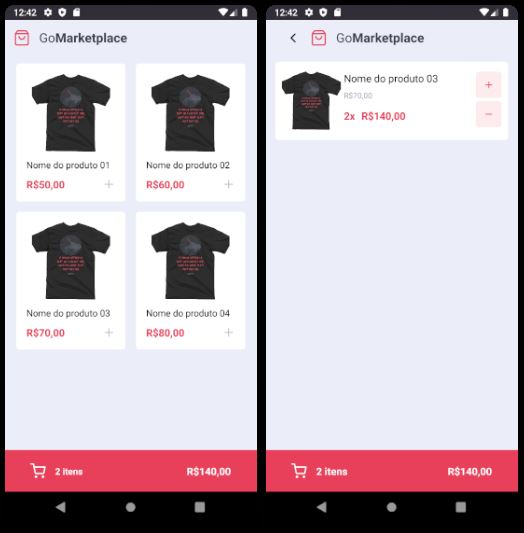 12:42
GoMarketplace
Nome do produto 01
R$50,00
+
Nome do produto 02
R$60,00
+
Nome do produto 03
R$70,00
+
Nome do produto 04
R$80,00
+
2 itens
R$140,00
12:42
GoMarketplace
Nome do produto 03
R$70,00
2x R$140,00
+
−
2 itens
R$140,00